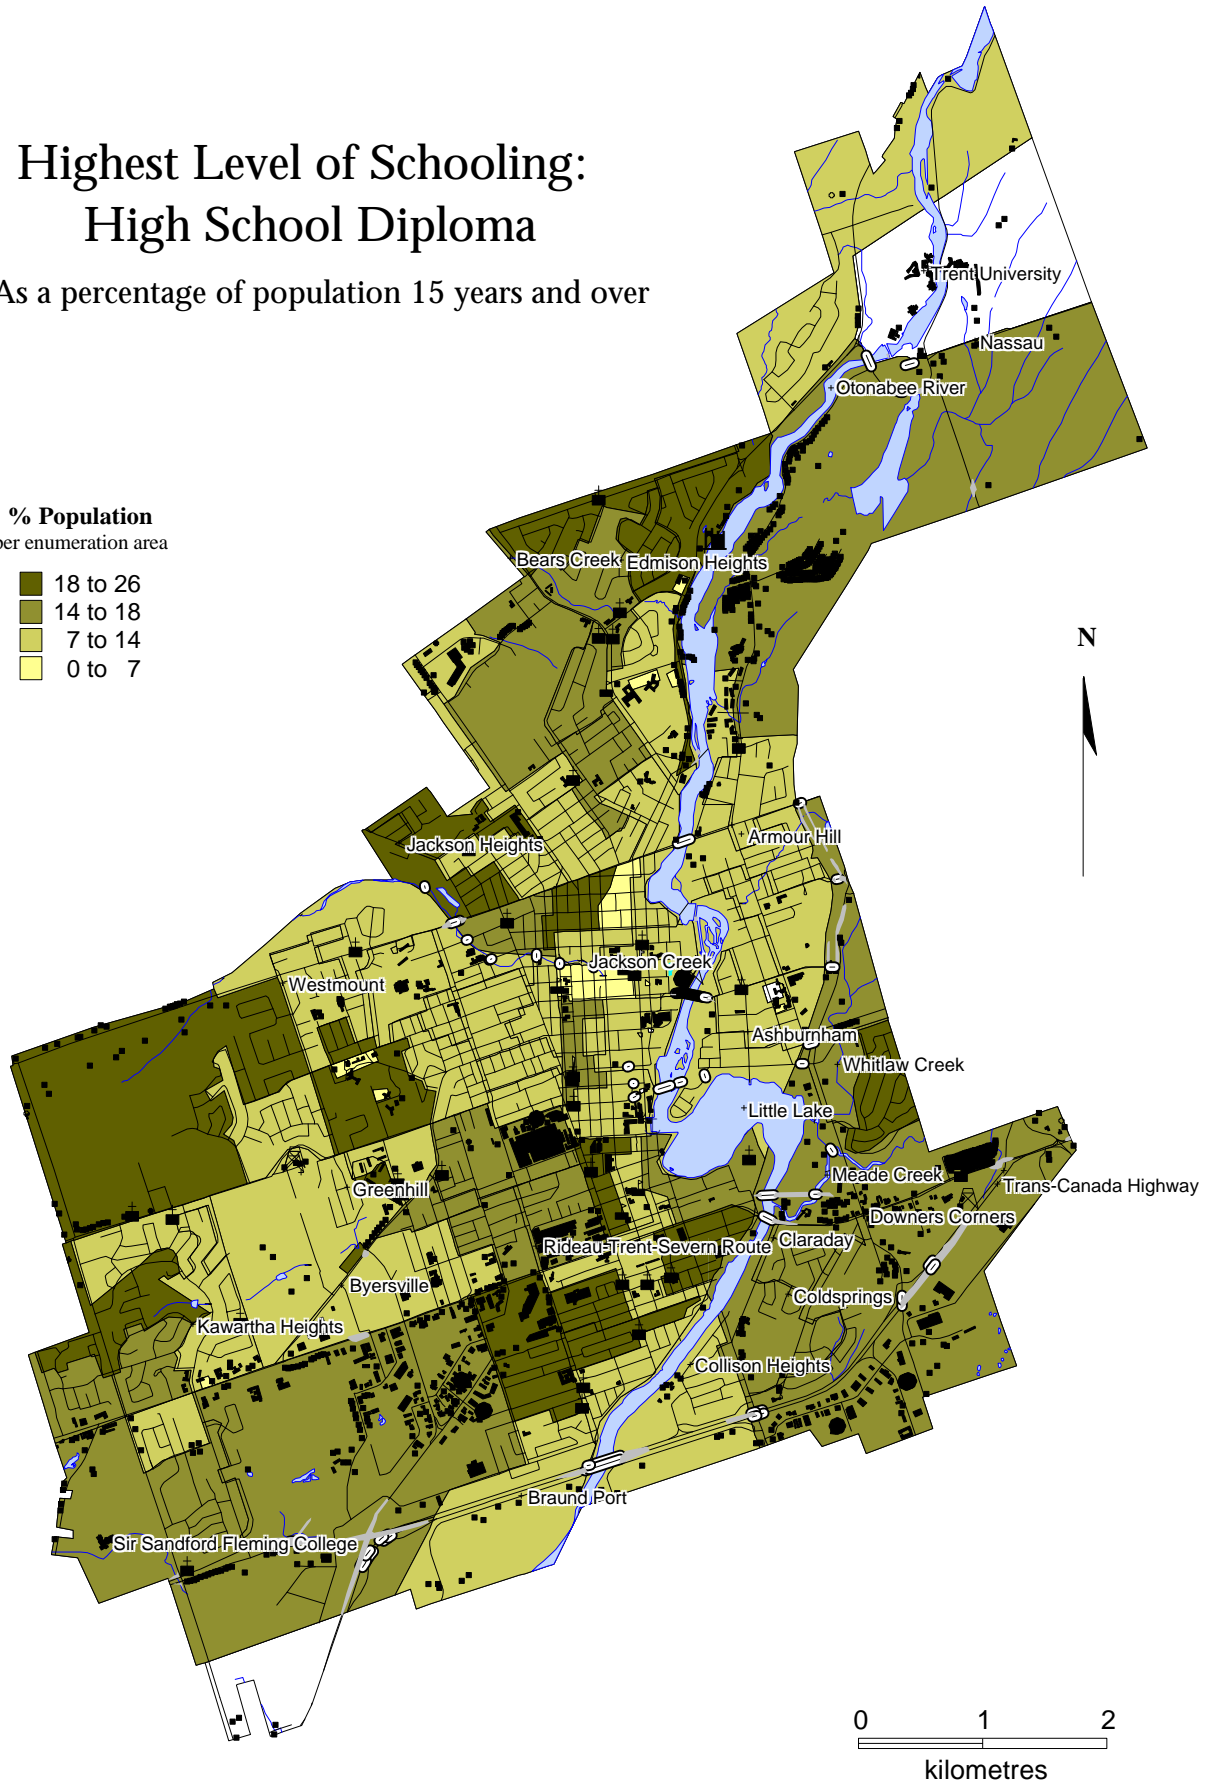 Highest Level of Schooling:
High School Diploma
As a percentage of population 15 years and over
% Population
per enumeration area
18 to 26
14 to 18
7 to 14
0 to 7
N
Trent University
Nassau
Otonabee River
Bears Creek
Edmison Heights
Armour Hill
Jackson Heights
Jackson Creek
Westmount
Ashburnham
Whitlaw Creek
Little Lake
Meade Creek
Trans-Canada Highway
Greenhill
Downers Corners
Claraday
Rideau-Trent-Severn Route
Byersville
Coldsprings
Kawartha Heights
Collison Heights
Braund Port
Sir Sandford Fleming College
0 1 2
kilometres